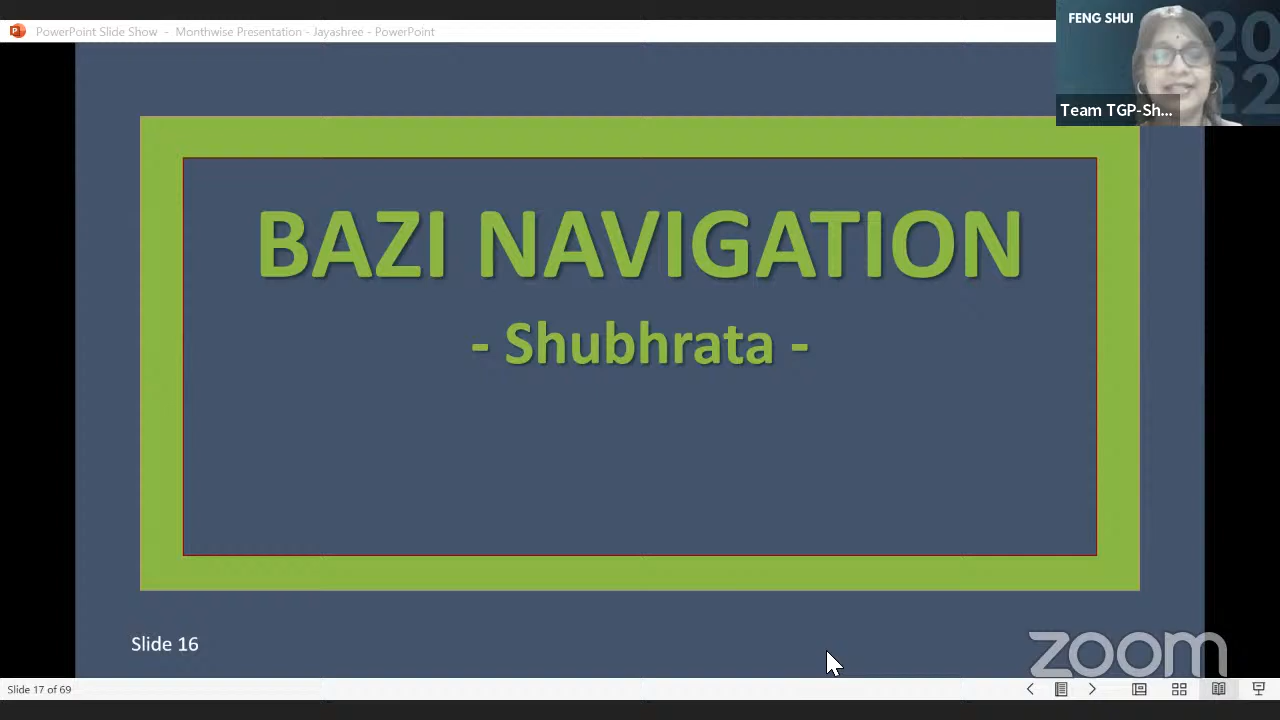 PowerPoint Slide Show - Monthwise Presentation - Jayashree - PowerPoint
FENG SHUI
2022
Team TGP-Sh...
BAZI NAVIGATION
- Shubhrata -
Slide 16
zoom
Slide 17 of 69